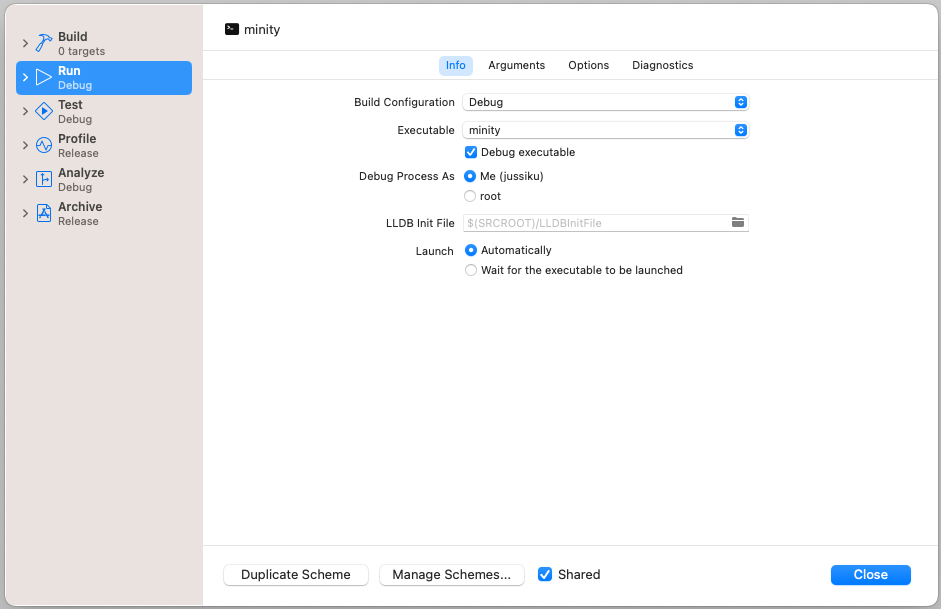 minity
Build
0 targets
Run
Debug
Test
Debug
Profile
Release
Analyze
Debug
Archive
Release
Info Arguments Options Diagnostics
Build Configuration Debug
Executable minity
Debug executable
Debug Process As Me (jussiku)
root
LLDB Init File $(SRCROOT)/LLDBInitFile
Launch Automatically
Wait for the executable to be launched
Duplicate Scheme Manage Schemes... Shared Close